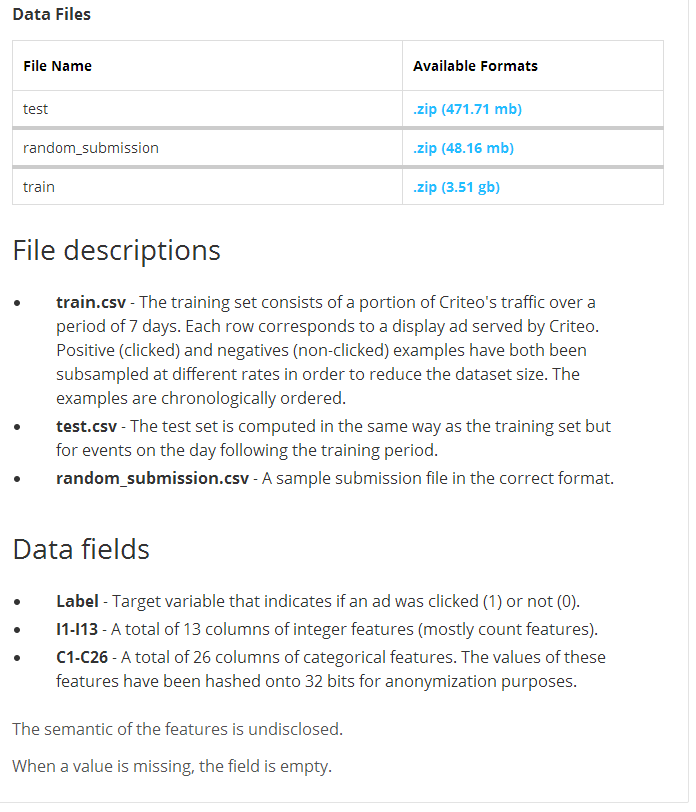 Data Files
File Name Available Formats
test .zip (471.71 mb)
random_submission .zip (48.16 mb)
train .zip (3.51 gb)
File descriptions
• train.csv - The training set consists of a portion of Criteo's traffic over a
period of 7 days. Each row corresponds to a display ad served by Criteo.
Positive (clicked) and negatives (non-clicked) examples have both been
subsampled at different rates in order to reduce the dataset size. The
examples are chronologically ordered.
• test.csv - The test set is computed in the same way as the training set but
for events on the day following the training period.
• random_submission.csv - A sample submission file in the correct format.
Data fields
• Label - Target variable that indicates if an ad was clicked (1) or not (0).
• I1-I13 - A total of 13 columns of integer features (mostly count features).
• C1-C26 - A total of 26 columns of categorical features. The values of these
features have been hashed onto 32 bits for anonymization purposes.
The semantic of the features is undisclosed.
When a value is missing, the field is empty.